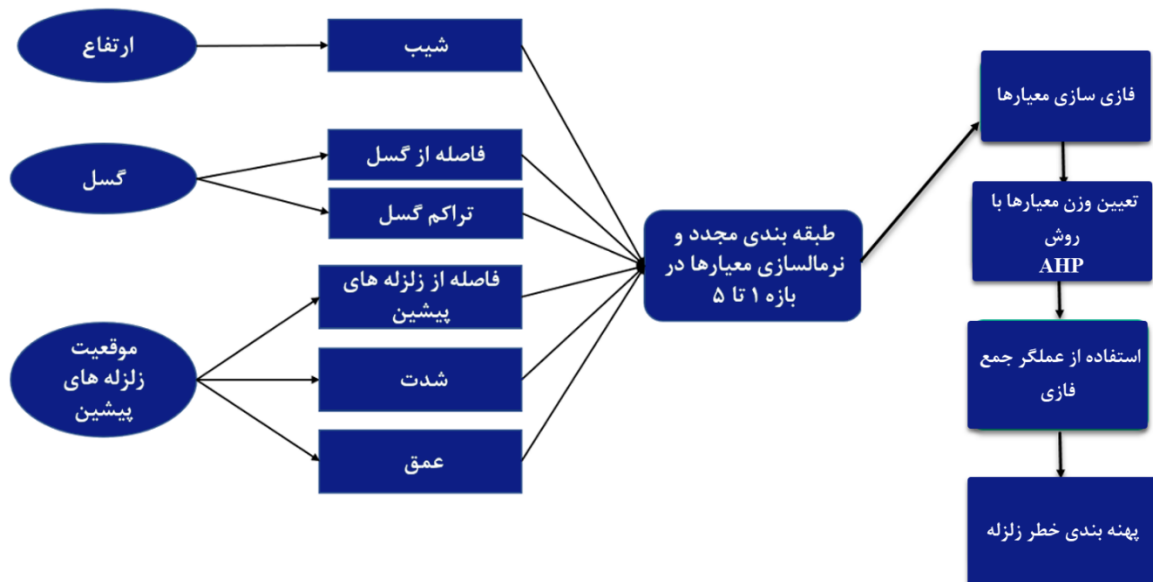 ارتفاع
شیب
گسل
فاصله از گسل
تراکم گسل
موقعیت
زلزله های
پیشین
فاصله از زلزله های
پیشین
شدت
عمق
طبقه بندی مجدد و
نرمالسازی معیارها در
بازه ۱ تا ۵
فازی سازی معیارها
تعیین وزن معیارها با
روش
AHP
استفاده از عملگر جمع
فازی
پهنه بندی خطر زلزله